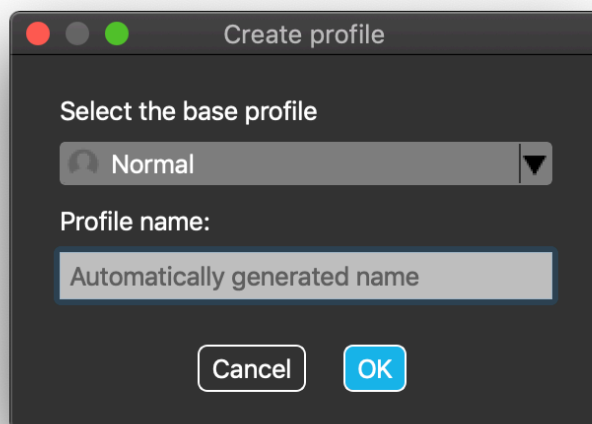 Create profile
Select the base profile
Normal
Profile name:
Automatically generated name
Cancel OK